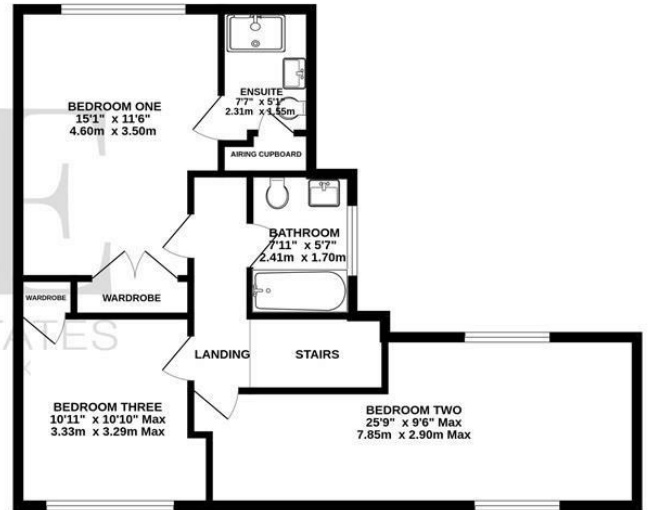 BEDROOM ONE
15'1" x 11'6"
4.60m x 3.50m
ENSUITE
7'7" x 5'1"
2.31m x 1.55m
AIRING CUPBOARD
BATHROOM
7'11" x 5'7"
2.41m x 1.70m
WARDROBE
WARDROBE
LANDING
STAIRS
BEDROOM THREE
10'11" x 10'10" Max
3.33m x 3.29m Max
BEDROOM TWO
25'9" x 9'6" Max
7.85m x 2.90m Max